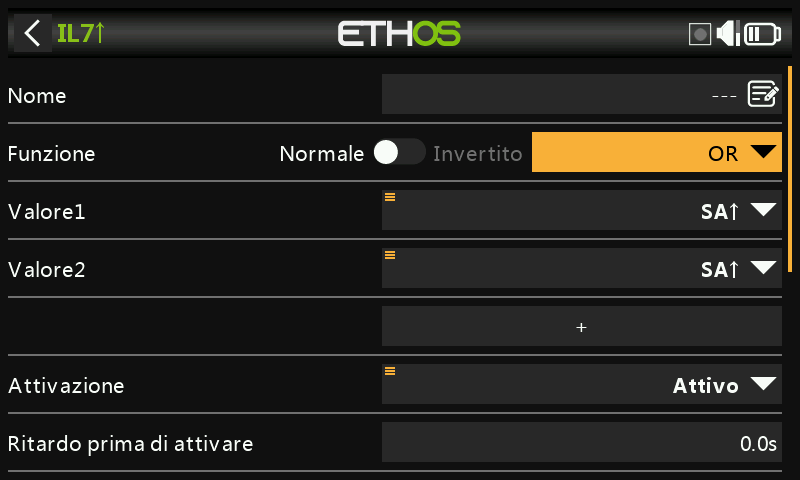 IL7↑ ETHOS
Nome ---
Funzione Normale Invertito OR
Valore1 SA↑
Valore2 SA↑
+
Attivazione Attivo
Ritardo prima di attivare 0.0s